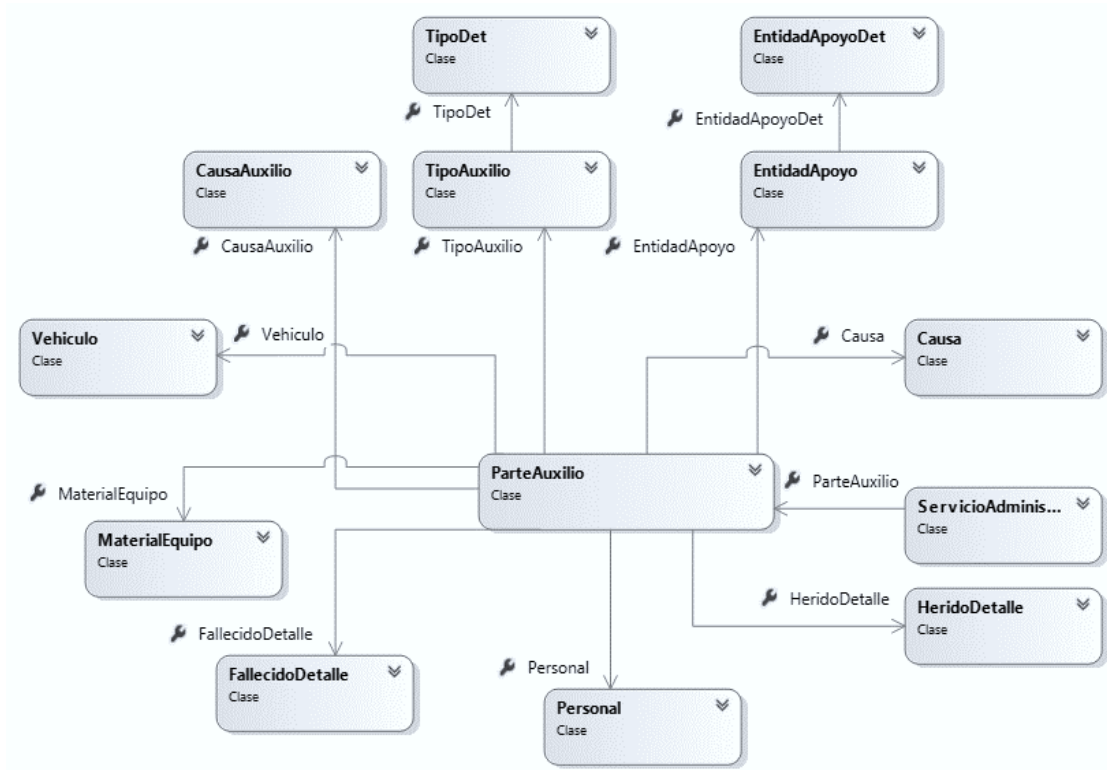 TipoDet
Clase
EntidadApoyoDet
Clase
TipoDet
EntidadApoyoDet
CausaAuxilio
Clase
TipoAuxilio
Clase
EntidadApoyo
Clase
CausaAuxilio
TipoAuxilio
EntidadApoyo
Vehiculo
Clase
Vehiculo
Causa
Causa
Clase
ParteAuxilio
Clase
MaterialEquipo
MaterialEquipo
Clase
ParteAuxilio
ServicioAdminis...
Clase
HeridoDetalle
HeridoDetalle
Clase
FallecidoDetalle
FallecidoDetalle
Clase
Personal
Personal
Clase